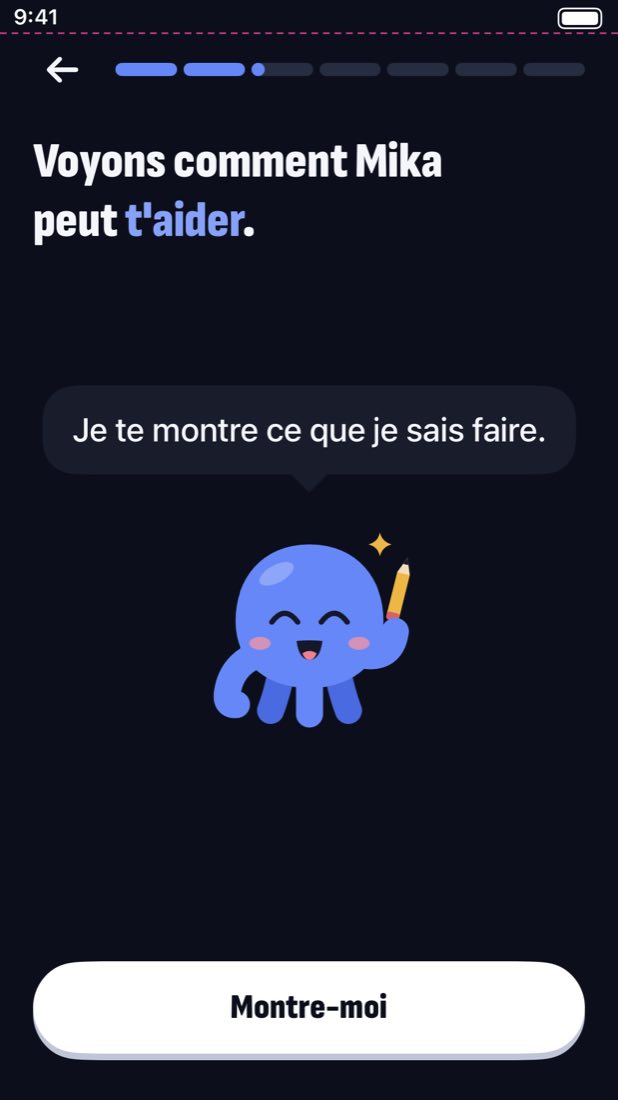 9:41
Voyons comment Mika
peut t'aider.
Je te montre ce que je sais faire.
Montre-moi